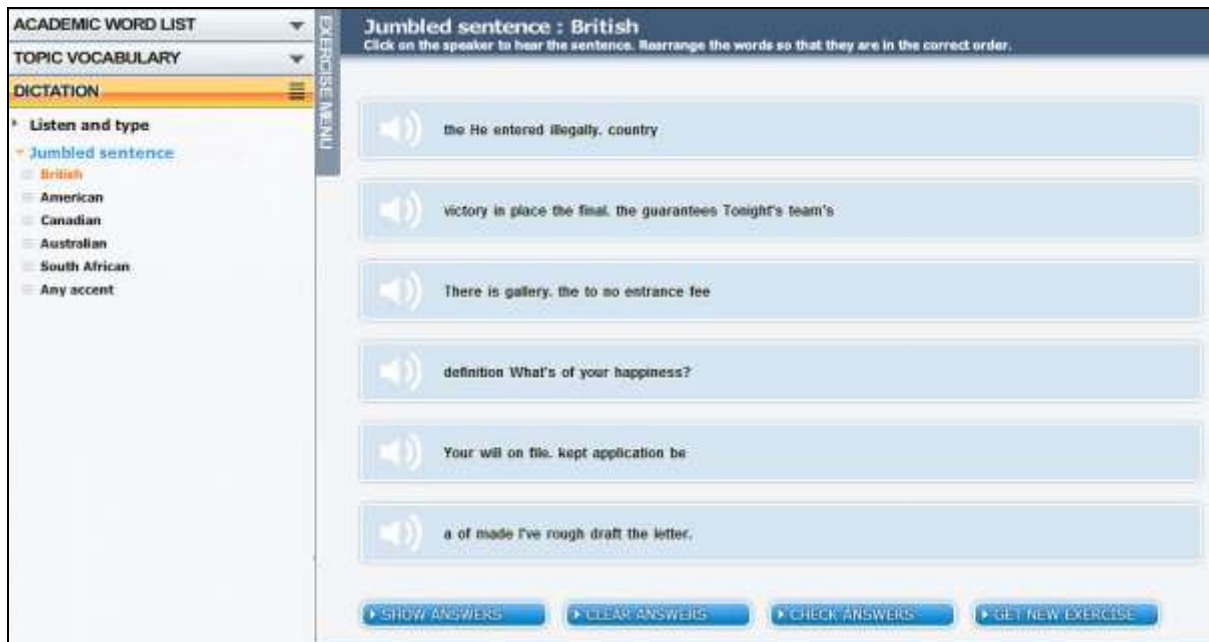 ACADEMIC WORD LIST
TOPIC VOCABULARY
DICTATION
Listen and type
Jumbled sentence
British
American
Canadian
Australian
South African
Any accent
EXERCISE MENU
Jumbled sentence : British
Click on the speaker to hear the sentence. Rearrange the words so that they are in the correct order.
the He entered illegally. country
victory in place the final. the guarantees Tonight's team's
There is gallery. the to no entrance fee
definition What's of your happiness?
Your will on file. kept application be
a of made I've rough draft the letter.
SHOW ANSWERS
CLEAR ANSWERS
CHECK ANSWERS
GET NEW EXERCISE